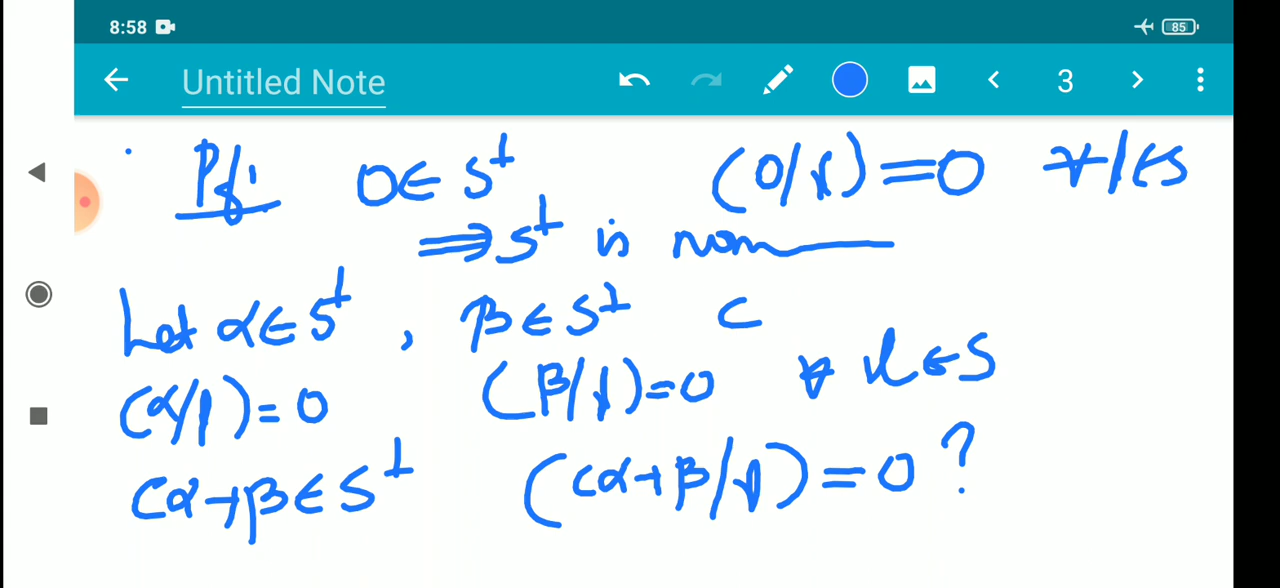 8:58 85
Untitled Note 3
Pf: 0 ∈ S⊥ (0/γ) = 0 ∀ γ ∈ S
⟹ S⊥ is non
Let α ∈ S⊥, β ∈ S⊥ c
(α/γ) = 0 (β/γ) = 0 ∀ γ ∈ S
cα + β ∈ S⊥ (cα + β/γ) = 0 ?